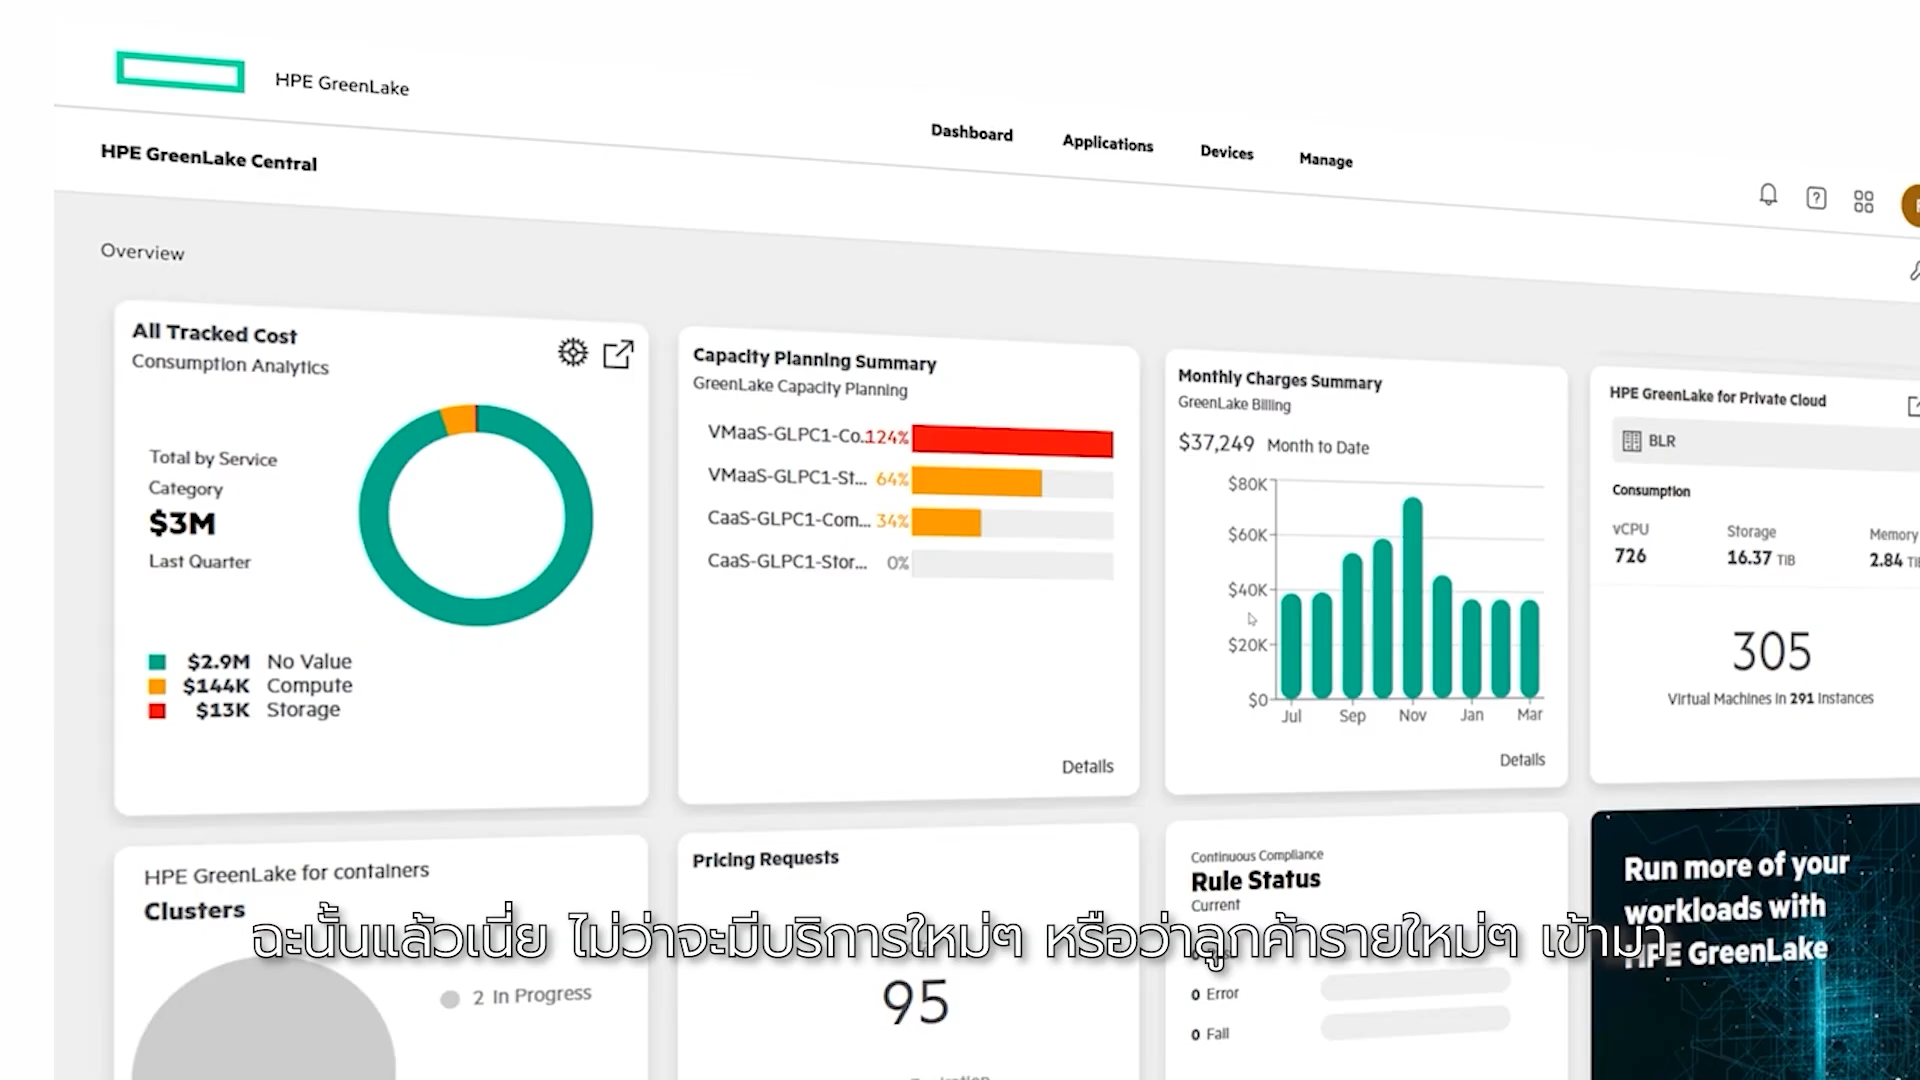 HPE GreenLake
Dashboard
Applications
Devices
Manage
HPE GreenLake Central
Overview
All Tracked Cost
Consumption Analytics
Total by Service
Category
$3M
Last Quarter
$2.9M No Value
$144K Compute
$13K Storage
Capacity Planning Summary
GreenLake Capacity Planning
VMaaS-GLPC1-Co... 124%
VMaaS-GLPC1-St... 64%
CaaS-GLPC1-Com... 34%
CaaS-GLPC1-Stor... 0%
Details
Monthly Charges Summary
GreenLake Billing
$37,249 Month to Date
$80K
$60K
$40K
$20K
$0
Jul Sep Nov Jan Mar
Details
HPE GreenLake for Private Cloud
BLR
Consumption
vCPU Storage Memory
726 16.37 TiB 2.84
305
Virtual Machines in 291 Instances
HPE GreenLake for containers
Clusters
2 In Progress
Pricing Requests
95
Continuous Compliance
Rule Status
Current
0 Error
0 Fail
Run more of your
workloads with
HPE GreenLake
ฉะนั้นแล้วเนี่ย ไม่ว่าจะมีบริการใหม่ๆ หรือว่าลูกค้ารายใหม่ๆ เข้ามา